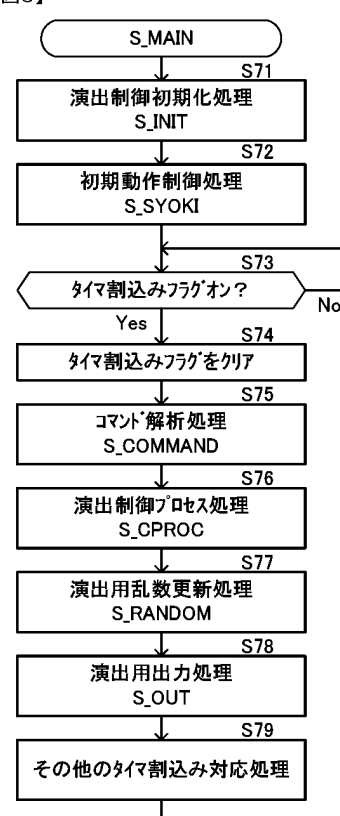 S_MAIN
S71
演出制御初期化処理
S_INIT
S72
初期動作制御処理
S_SYOKI
S73
ﾀｲﾏ割込みﾌﾗｸﾞｵﾝ？
No
Yes
S74
ﾀｲﾏ割込みﾌﾗｸﾞをｸﾘｱ
S75
ｺﾏﾝﾄﾞ解析処理
S_COMMAND
S76
演出制御ﾌﾟﾛｾｽ処理
S_CPROC
S77
演出用乱数更新処理
S_RANDOM
S78
演出用出力処理
S_OUT
S79
その他のﾀｲﾏ割込み対応処理